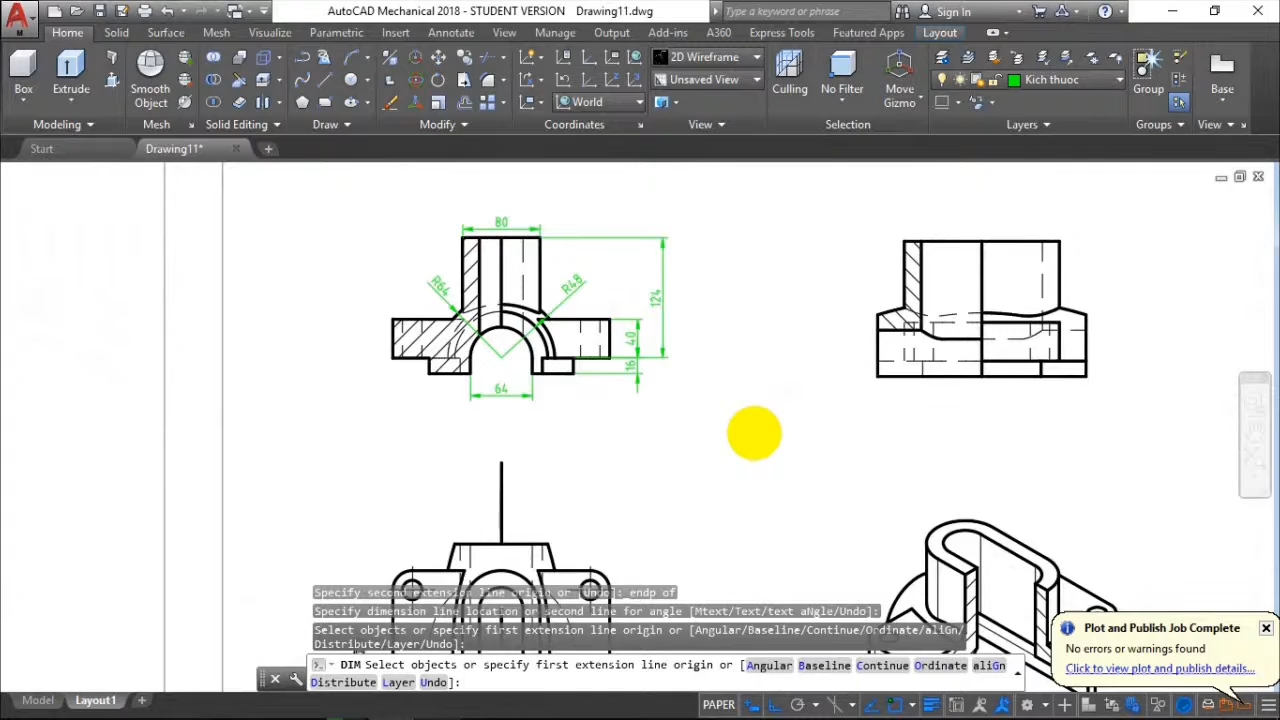 AutoCAD Mechanical 2018 - STUDENT VERSION Drawing11.dwg
Type a keyword or phrase
Sign In
Home Solid Surface Mesh Visualize Parametric Insert Annotate View Manage Output Add-ins A360 Express Tools Featured Apps Layout
2D Wireframe
Unsaved View
World
Kich thuoc
Box Extrude Smooth Object Culling No Filter Move Gizmo Group Base
Modeling Mesh Solid Editing Draw Modify Coordinates View Selection Layers Groups View
Start Drawing11*
80
R64
R48
124
40
16
64
Specify second extension line origin or [Undo]: _endp of
Specify dimension line location or second line for angle [Mtext/Text/text aNgle/Undo]:
Select objects or specify first extension line origin or [Angular/Baseline/Continue/Ordinate/aliGn/
Distribute/Layer/Undo]:
DIM Select objects or specify first extension line origin or [Angular Baseline Continue Ordinate aliGn
Distribute Layer Undo]:
Plot and Publish Job Complete
No errors or warnings found
Click to view plot and publish details...
Model Layout1
PAPER